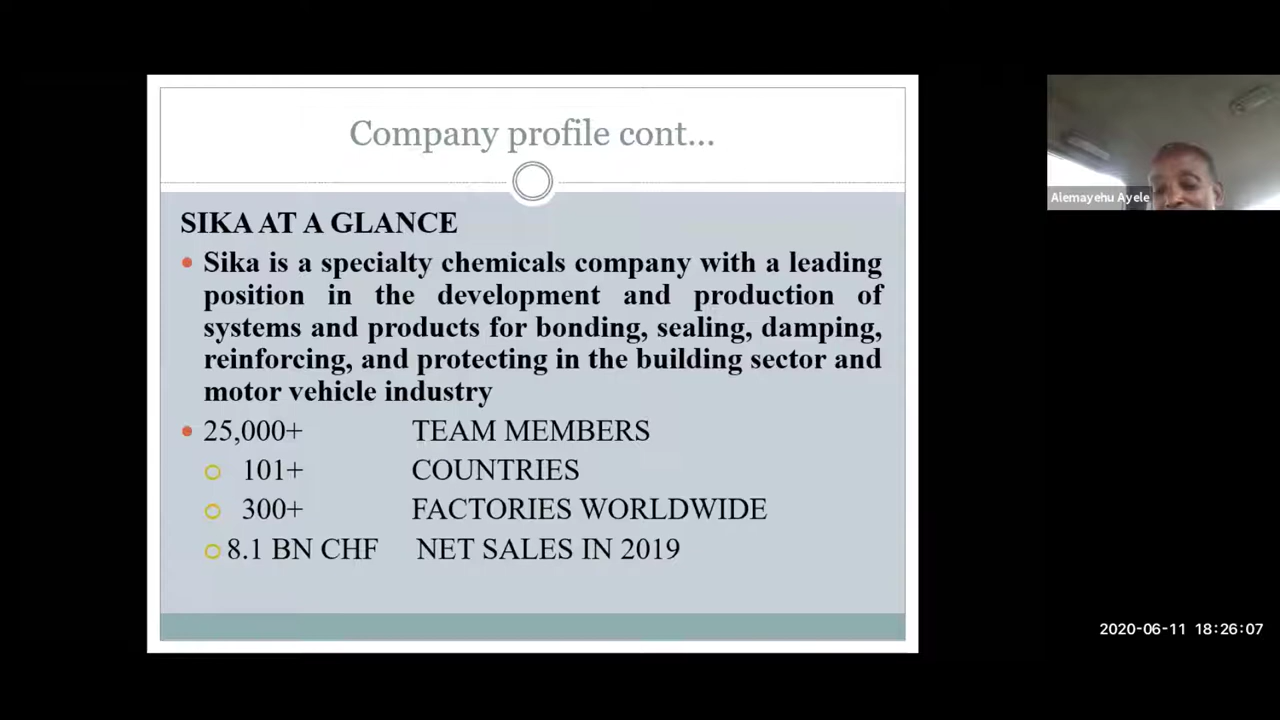 Company profile cont...
SIKA AT A GLANCE
Sika is a specialty chemicals company with a leading
position in the development and production of
systems and products for bonding, sealing, damping,
reinforcing, and protecting in the building sector and
motor vehicle industry
25,000+ TEAM MEMBERS
101+ COUNTRIES
300+ FACTORIES WORLDWIDE
8.1 BN CHF NET SALES IN 2019
Alemayehu Ayele
2020-06-11 18:26:07